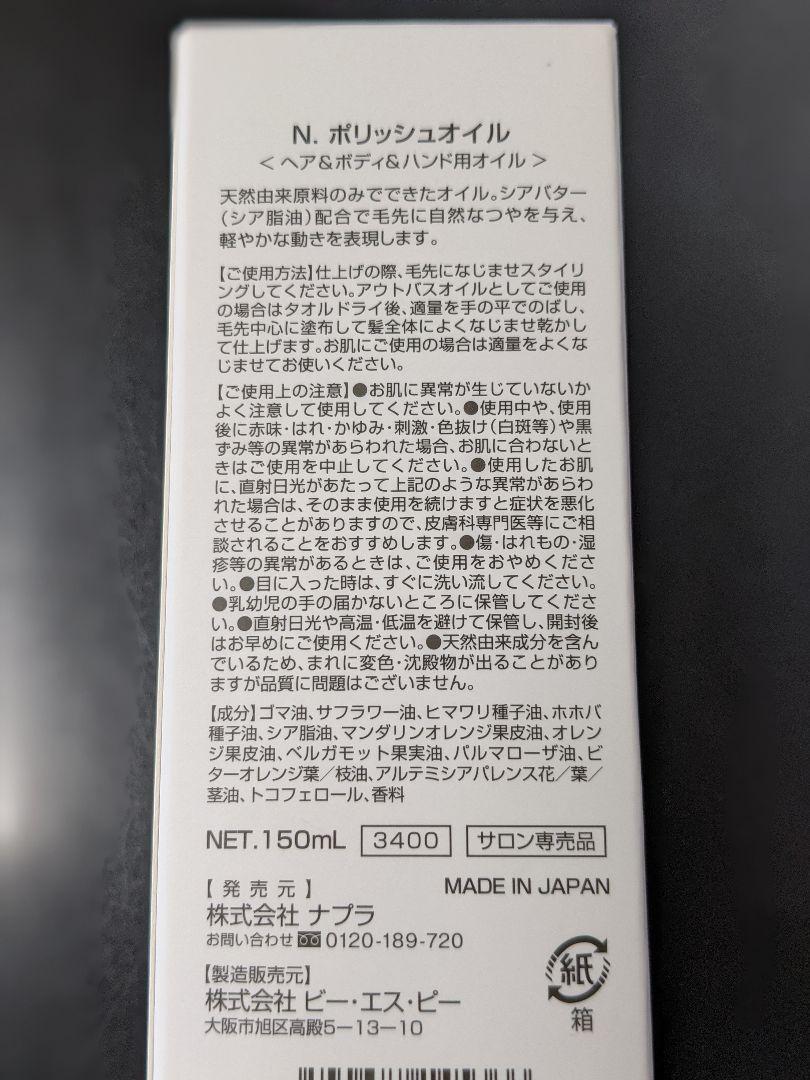 N. ポリッシュオイル
＜ヘア&ボディ&ハンド用オイル＞
天然由来原料のみでできたオイル。シアバター
(シア脂油)配合で毛先に自然なつやを与え、
軽やかな動きを表現します。
【ご使用方法】仕上げの際、毛先になじませスタイリ
ングしてください。アウトバスオイルとしてご使用
の場合はタオルドライ後、適量を手の平でのばし、
毛先中心に塗布して髪全体によくなじませ乾かし
て仕上げます。お肌にご使用の場合は適量をよくな
じませてお使いください。
【ご使用上の注意】●お肌に異常が生じていないか
よく注意して使用してください。●使用中や、使用
後に赤味・はれ・かゆみ・刺激・色抜け(白斑等)や黒
ずみ等の異常があらわれた場合、お肌に合わないと
きはご使用を中止してください。●使用したお肌
に、直射日光があたって上記のような異常があらわ
れた場合は、そのまま使用を続けますと症状を悪化
させることがありますので、皮膚科専門医等にご相
談されることをおすすめします。●傷・はれもの・湿
疹等の異常があるときは、ご使用をおやめくださ
い。●目に入った時は、すぐに洗い流してください。
●乳幼児の手の届かないところに保管してくださ
い。●直射日光や高温・低温を避けて保管し、開封後
はお早めにご使用ください。●天然由来成分を含ん
でいるため、まれに変色・沈殿物が出ることがあり
ますが品質に問題はございません。
【成分】ゴマ油、サフラワー油、ヒマワリ種子油、ホホバ
種子油、シア脂油、マンダリンオレンジ果皮油、オレン
ジ果皮油、ベルガモット果実油、パルマローザ油、ビ
ターオレンジ葉／枝油、アルテミシアパレンス花／葉／
茎油、トコフェロール、香料
NET.150mL 3400 サロン専売品
【発売元】 MADE IN JAPAN
株式会社 ナプラ
お問い合わせ 0120-189-720
【製造販売元】
株式会社 ビー・エス・ピー
大阪市旭区高殿5-13-10
紙
箱